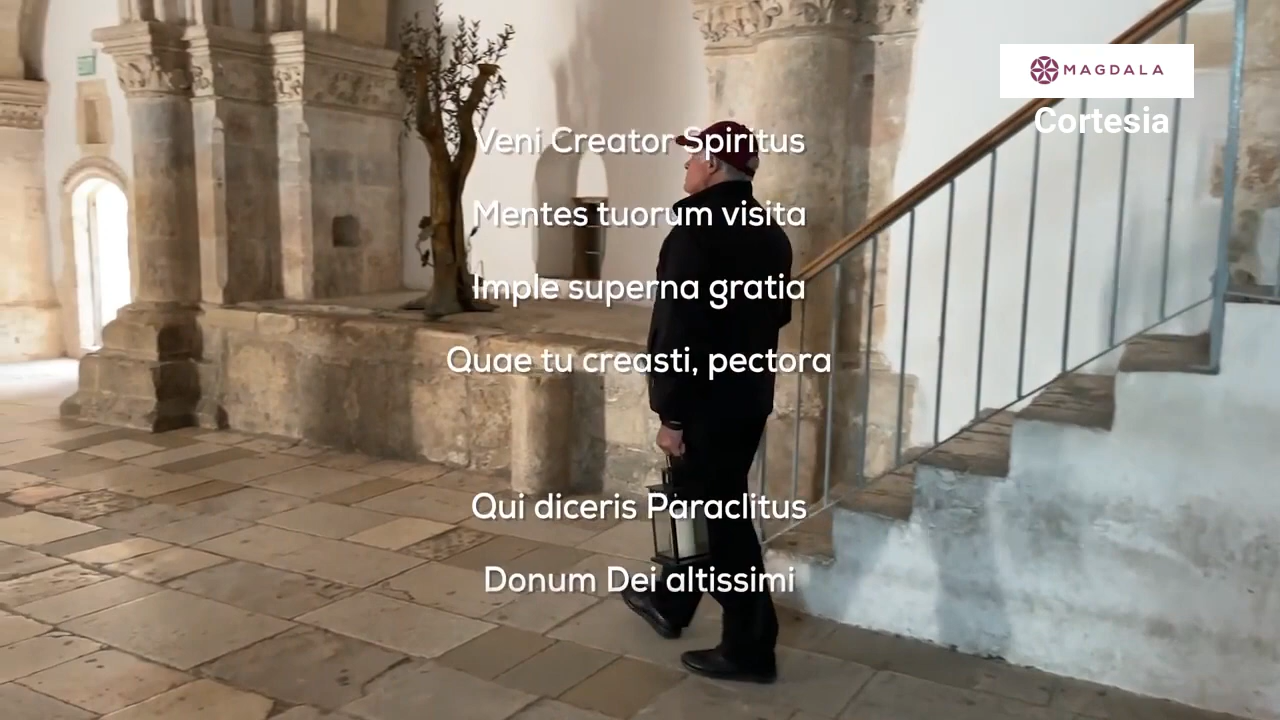 MAGDALA
Cortesia
Veni Creator Spiritus
Mentes tuorum visita
Imple superna gratia
Quae tu creasti, pectora
Qui diceris Paraclitus
Donum Dei altissimi